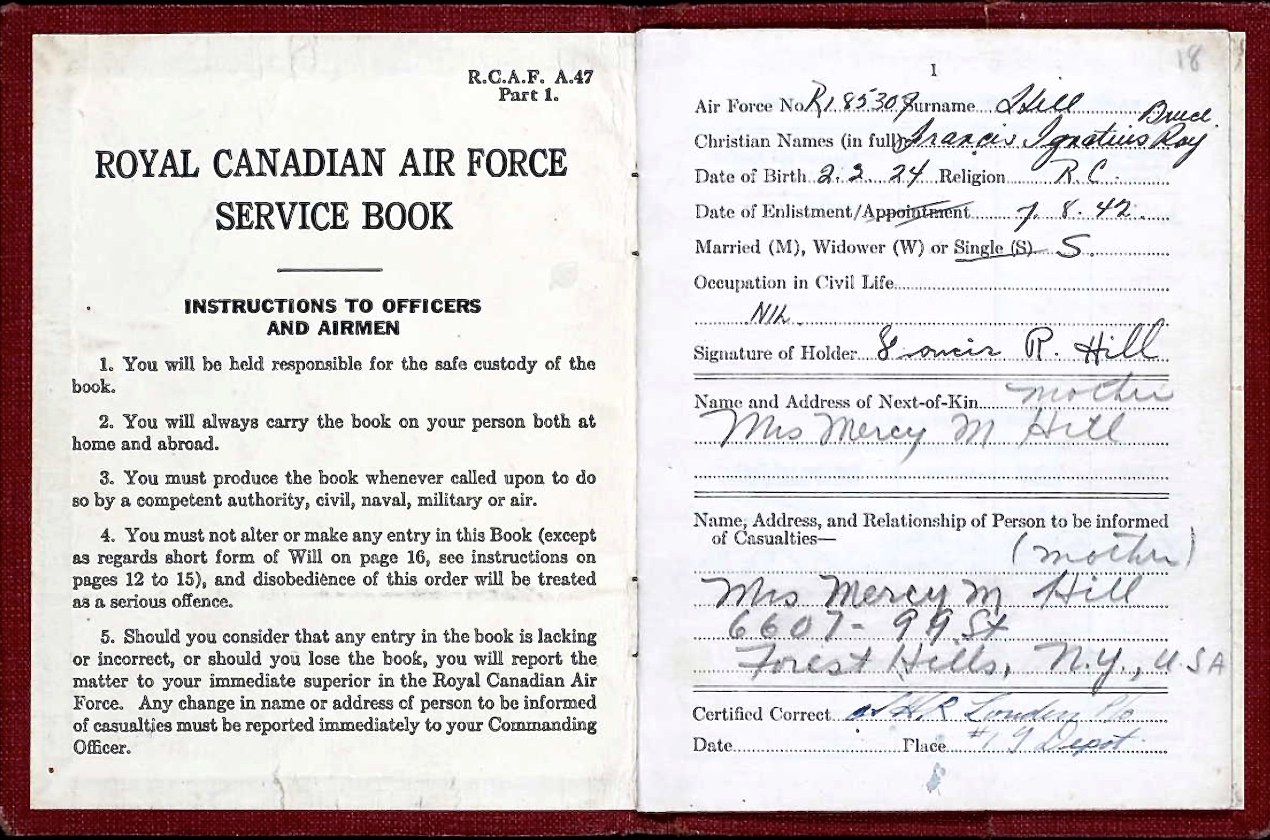 R.C.A.F. A.47
Part 1.
ROYAL CANADIAN AIR FORCE
SERVICE BOOK
INSTRUCTIONS TO OFFICERS
AND AIRMEN
1. You will be held responsible for the safe custody of the
book.
2. You will always carry the book on your person both at
home and abroad.
3. You must produce the book whenever called upon to do
so by a competent authority, civil, naval, military or air.
4. You must not alter or make any entry in this Book (except
as regards short form of Will on page 16, see instructions on
pages 12 to 15), and disobedience of this order will be treated
as a serious offence.
5. Should you consider that any entry in the book is lacking
or incorrect, or should you lose the book, you will report the
matter to your immediate superior in the Royal Canadian Air
Force. Any change in name or address of person to be informed
of casualties must be reported immediately to your Commanding
Officer.
18
1
Air Force No. R185307 Surname Hill
Christian Names (in full) Francis Ignatius Roy
Date of Birth 2. 2. 24 Religion R.C.
Date of Enlistment/Appointment 7. 8. 42.
Married (M), Widower (W) or Single (S) S
Occupation in Civil Life
NIL
Signature of Holder Francis R. Hill
Name and Address of Next-of-Kin mother
Mrs Mercy M Hill
Name, Address, and Relationship of Person to be informed
of Casualties—
(mother)
Mrs Mercy M Hill
6607-99 St
Forest Hills, N.Y., USA
Certified Correct
Date Place #19 Depot